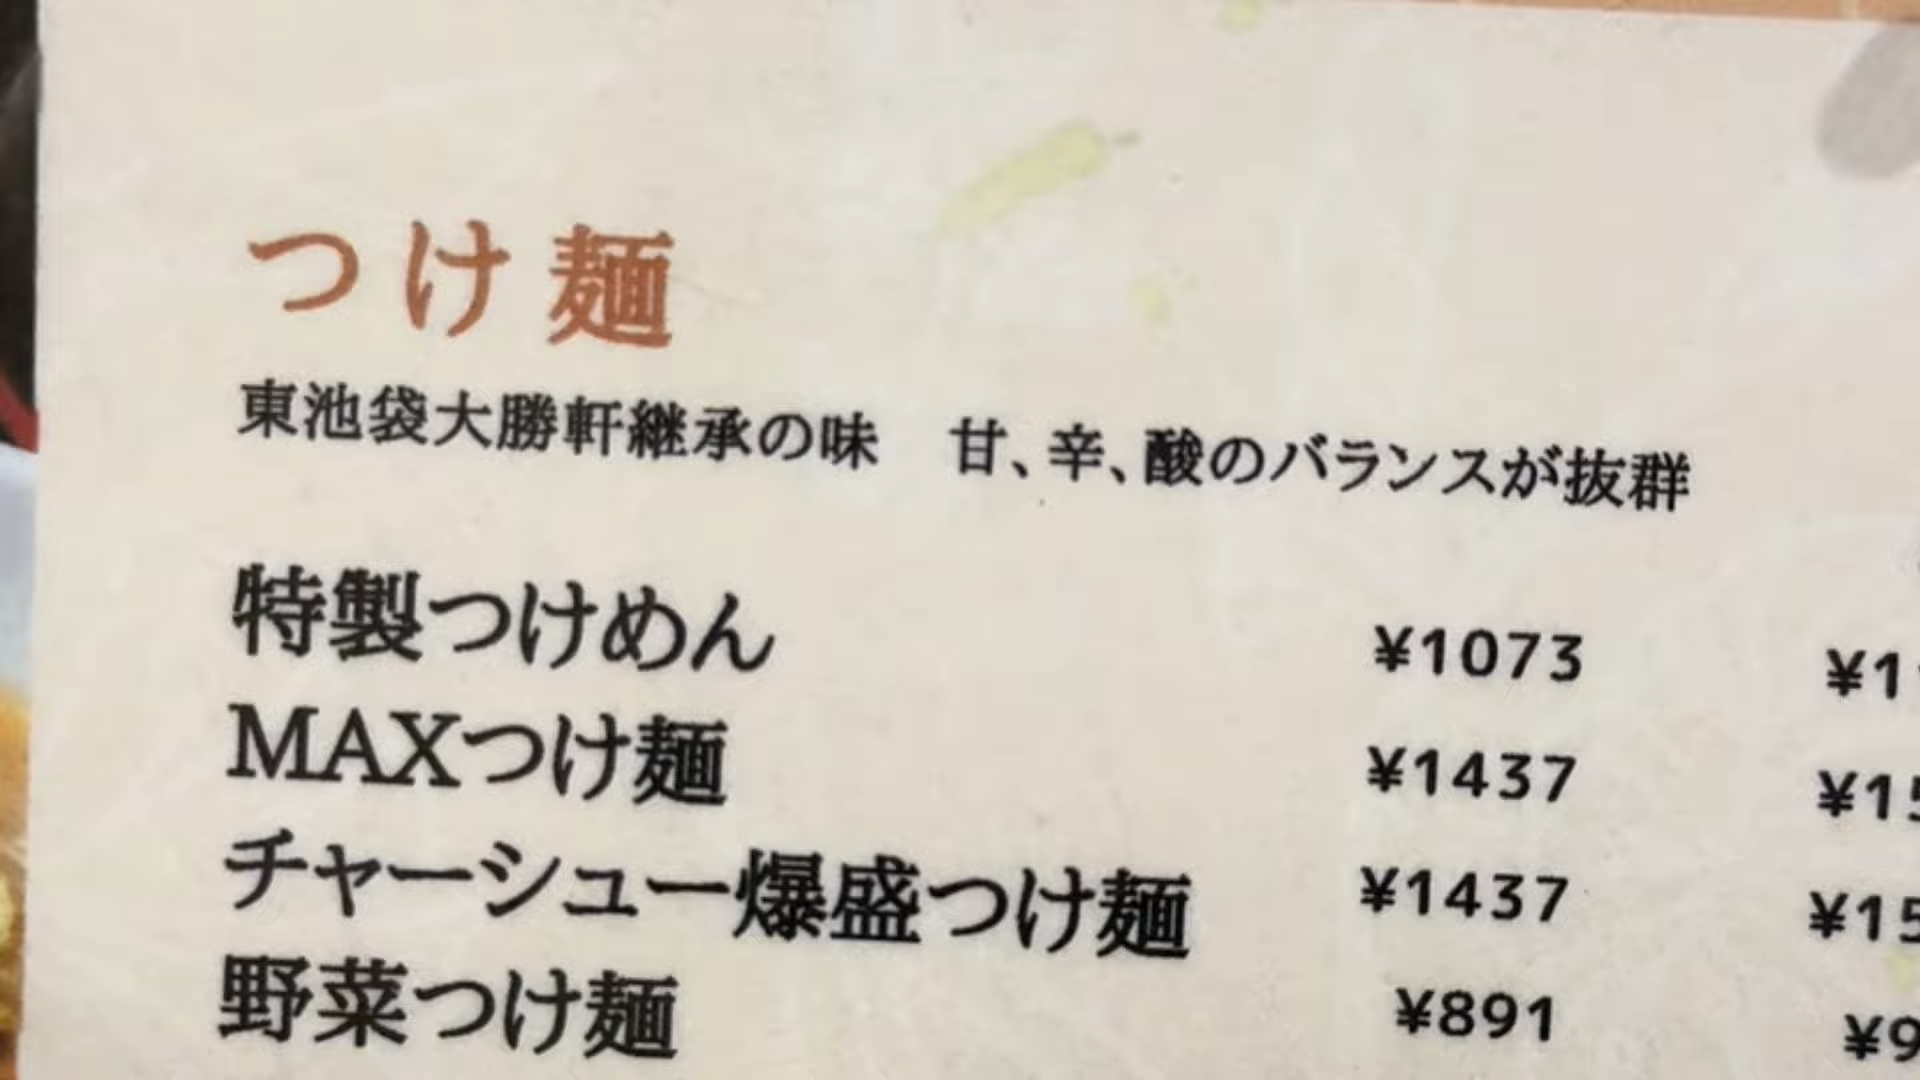 つけ麺
東池袋大勝軒継承の味　甘、辛、酸のバランスが抜群
特製つけめん ¥1073
MAXつけ麺 ¥1437
チャーシュー爆盛つけ麺 ¥1437
野菜つけ麺 ¥891